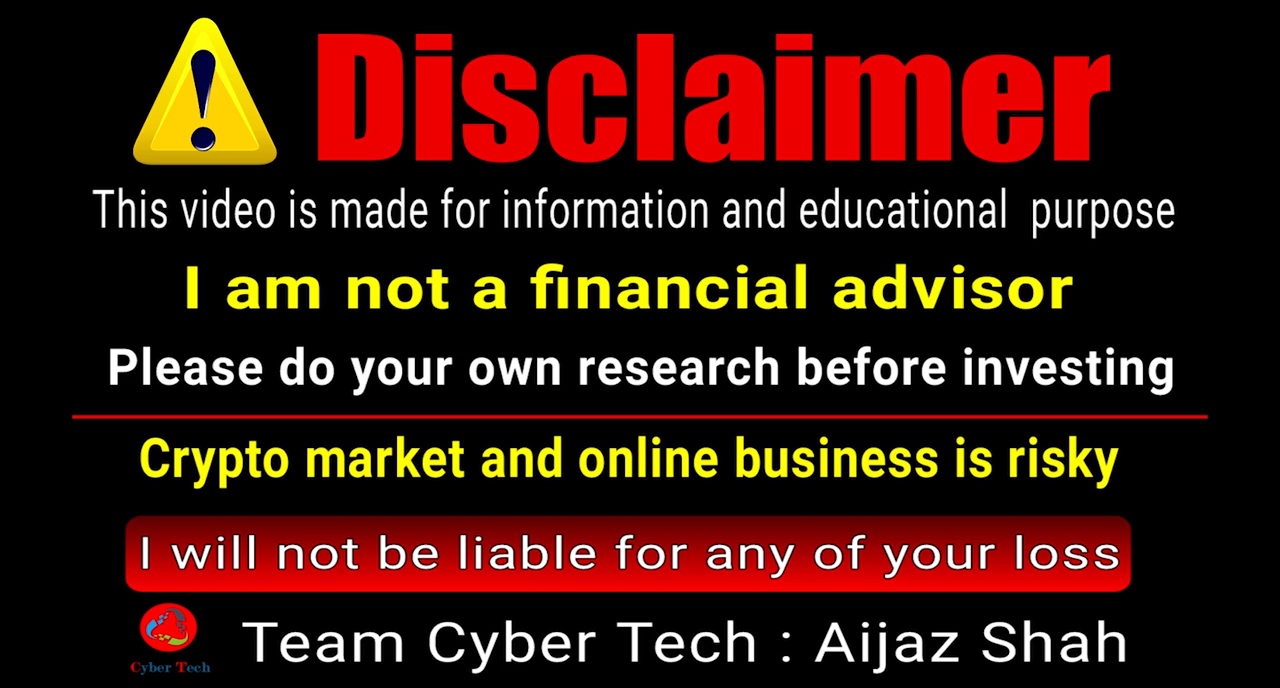 Disclaimer
This video is made for information and educational purpose
I am not a financial advisor
Please do your own research before investing
Crypto market and online business is risky
I will not be liable for any of your loss
Team Cyber Tech : Aijaz Shah
Cyber Tech